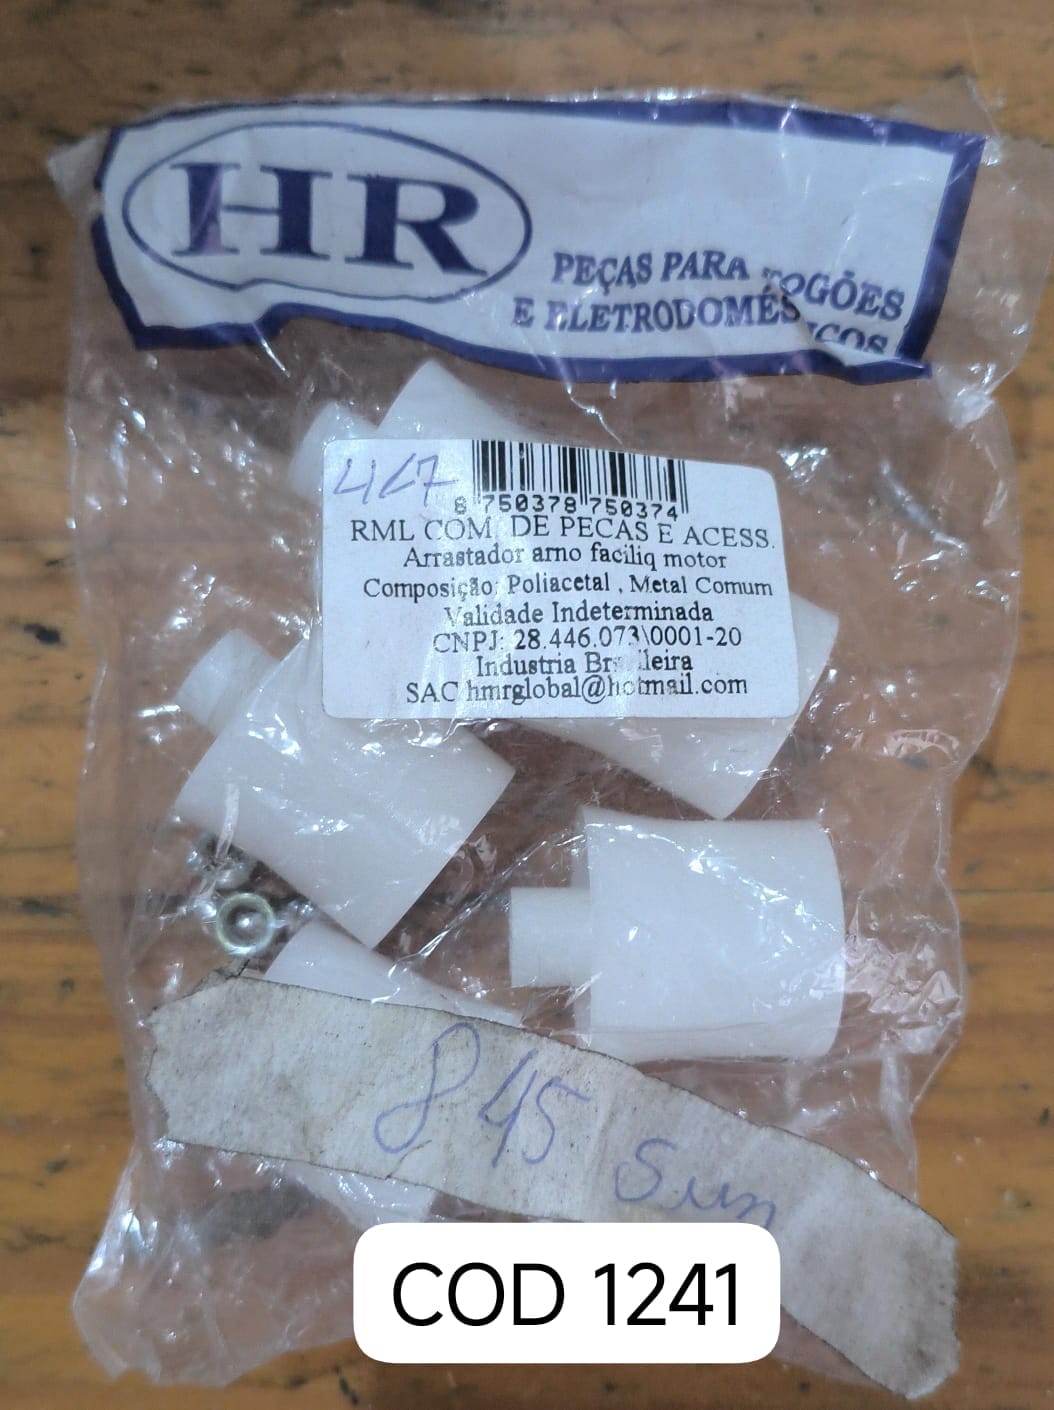 HR
PEÇAS PARA FOGÕES
E ELETRODOMÉSTICOS
467
8 750378 750374
RML COM. DE PECAS E ACESS.
Arrastador arno faciliq motor
Composição: Poliacetal , Metal Comum
Validade Indeterminada
CNPJ: 28.446.073\0001-20
Industria Brasileira
SAC hmrglobal@hotmail.com
845
Sun
COD 1241